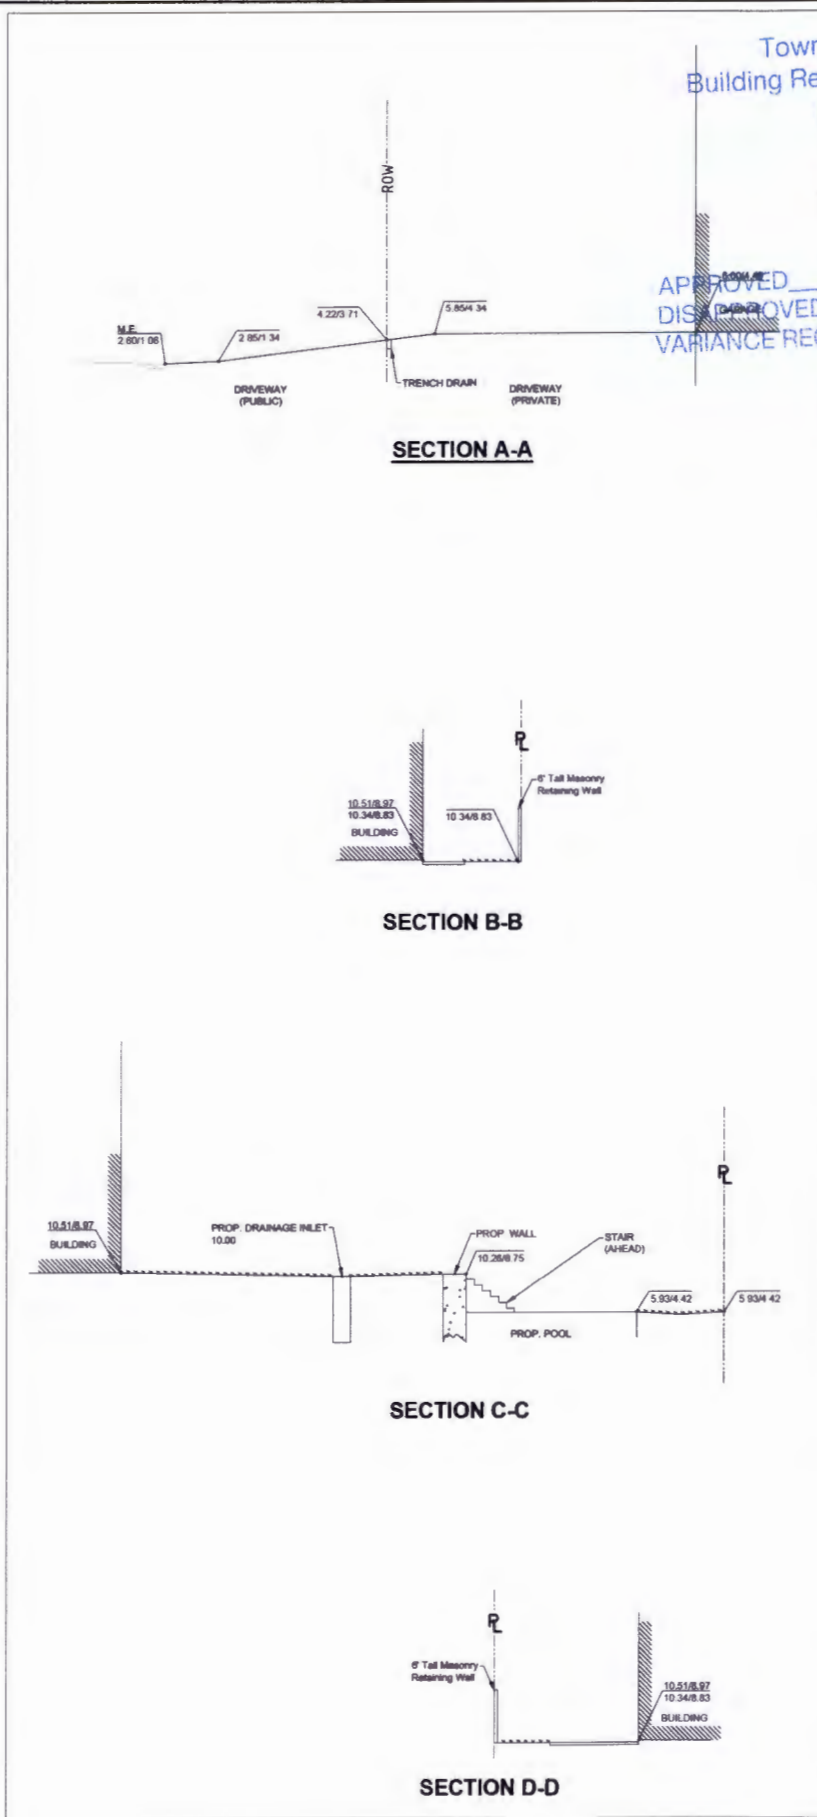 Town
Building Re
ROW
APPROVED
DISAPPROVED
VARIANCE REQ
M.E.
2.60/1.08
2.85/1.34
4.22/3.71
5.85/4.34
DRIVEWAY
(PUBLIC)
TRENCH DRAIN
DRIVEWAY
(PRIVATE)
SECTION A-A
PL
6' Tall Masonry
Retaining Wall
10.51/8.97
10.34/8.83
BUILDING
10.34/8.83
SECTION B-B
PL
10.51/8.97
BUILDING
PROP. DRAINAGE INLET
10.00
PROP WALL
10.26/8.75
STAIR
(AHEAD)
5.93/4.42
5.93/4.42
PROP. POOL
SECTION C-C
PL
6' Tall Masonry
Retaining Wall
10.51/8.97
10.34/8.83
BUILDING
SECTION D-D